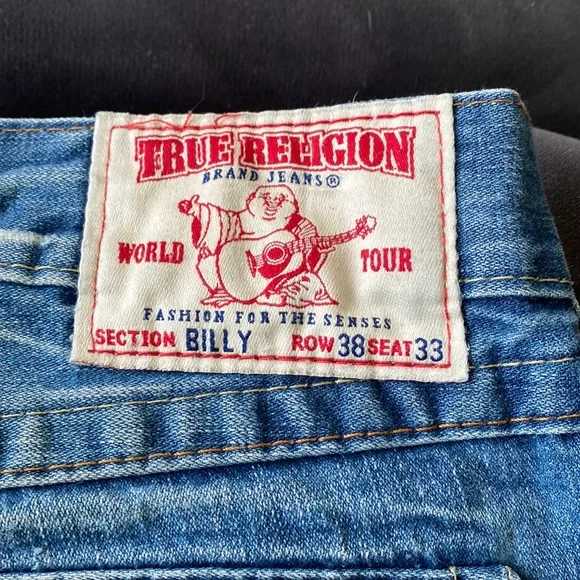 TRUE RELIGION
BRAND JEANS®
WORLD TOUR
FASHION FOR THE SENSES
SECTION BILLY ROW 38 SEAT 33